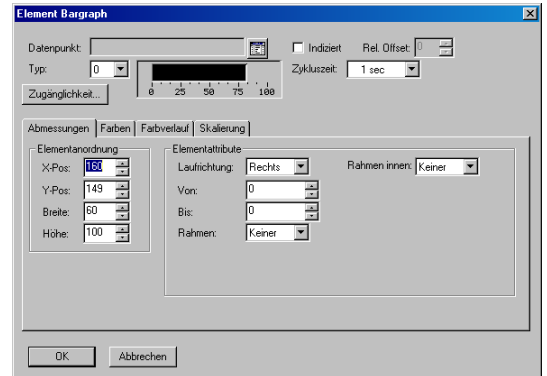 Element Bargraph
Datenpunkt: Indiziert Rel. Offset: 0
Typ: 0 Zykluszeit: 1 sec
Zugänglichkeit... 0 25 50 75 100
Abmessungen Farben Farbverlauf Skalierung
Elementanordnung Elementattribute
X-Pos: 160 Laufrichtung: Rechts Rahmen innen: Keiner
Y-Pos: 149 Von: 0
Breite: 60 Bis: 0
Höhe: 100 Rahmen: Keiner
OK Abbrechen